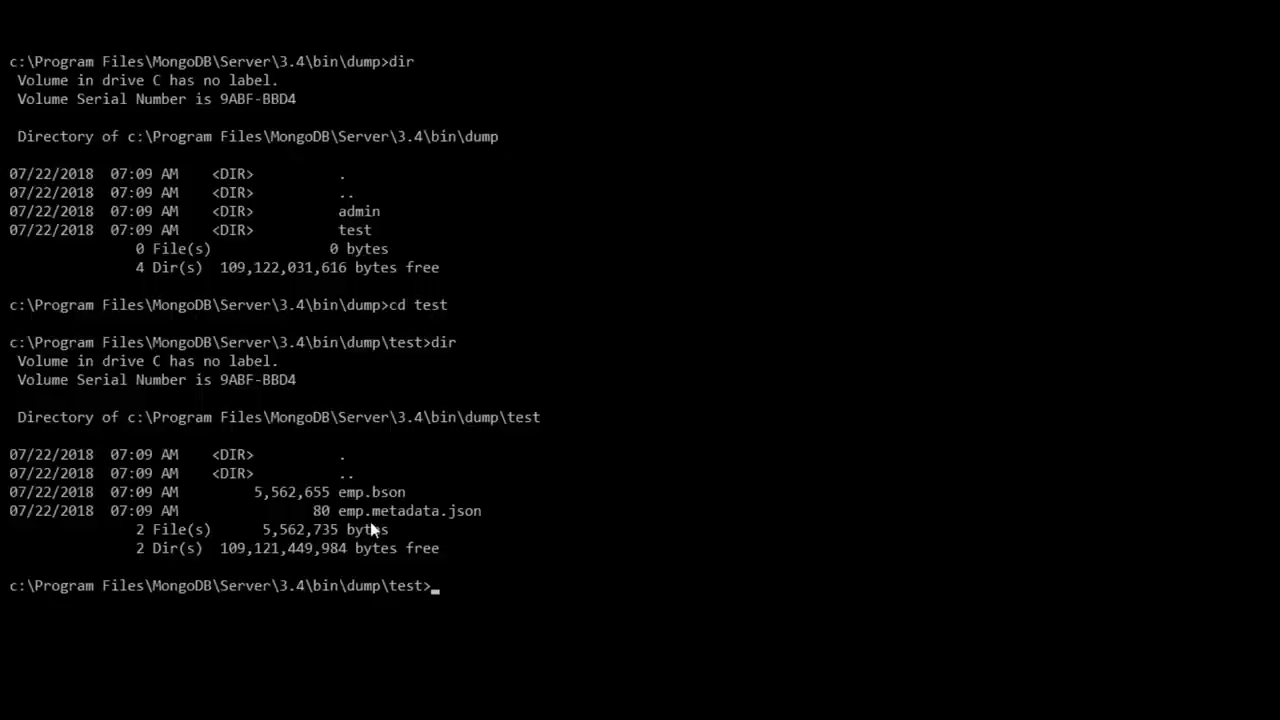 c:\Program Files\MongoDB\Server\3.4\bin\dump>dir
Volume in drive C has no label.
Volume Serial Number is 9ABF-BBD4
Directory of c:\Program Files\MongoDB\Server\3.4\bin\dump
07/22/2018  07:09 AM    <DIR>          .
07/22/2018  07:09 AM    <DIR>          ..
07/22/2018  07:09 AM    <DIR>          admin
07/22/2018  07:09 AM    <DIR>          test
0 File(s)              0 bytes
4 Dir(s)  109,122,031,616 bytes free
c:\Program Files\MongoDB\Server\3.4\bin\dump>cd test
c:\Program Files\MongoDB\Server\3.4\bin\dump\test>dir
Volume in drive C has no label.
Volume Serial Number is 9ABF-BBD4
Directory of c:\Program Files\MongoDB\Server\3.4\bin\dump\test
07/22/2018  07:09 AM    <DIR>          .
07/22/2018  07:09 AM    <DIR>          ..
07/22/2018  07:09 AM         5,562,655 emp.bson
07/22/2018  07:09 AM                80 emp.metadata.json
2 File(s)      5,562,735 bytes
2 Dir(s)  109,121,449,984 bytes free
c:\Program Files\MongoDB\Server\3.4\bin\dump\test>